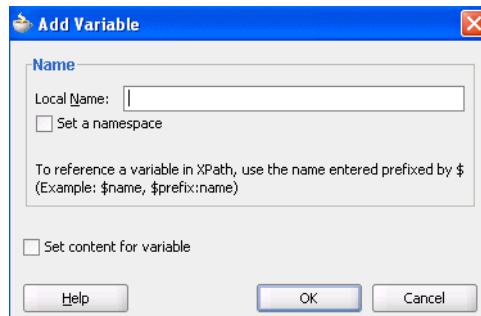 Add Variable
Name
Local Name:
Set a namespace
To reference a variable in XPath, use the name entered prefixed by $
(Example: $name, $prefix:name)
Set content for variable
Help OK Cancel